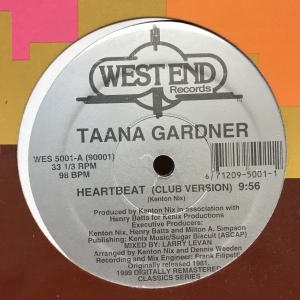 WEST END
Records
TAANA GARDNER
WES 5001-A (90001)
33 1/3 RPM
98 BPM
6/71209-5001-1
HEARTBEAT (CLUB VERSION) 9:56
(Kenton Nix)
Produced by Kenton Nix in association with
Henry Batts for Kenix Productions
Executive Producers:
Kenton Nix, Henry Batts and Milton A. Simpson
Publishing: Kenix Music/Sugar Biscuit (ASCAP)
MIXED BY: LARRY LEVAN
Arranged by Kenton Nix and Dennis Weeden
Recording and Mix Engineer: Frank Filipetti
Originally released 1981.
1999 DIGITALLY REMASTERED
CLASSICS SERIES